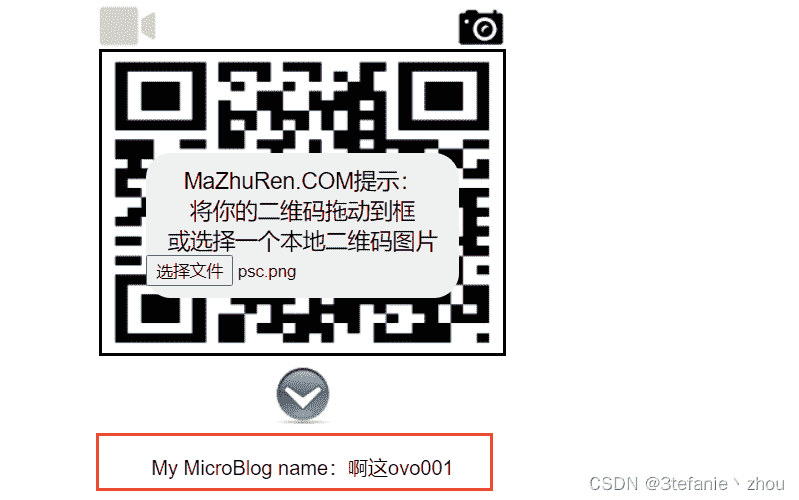 MaZhuRen.COM提示：
将你的二维码拖动到框
或选择一个本地二维码图片
选择文件 psc.png
My MicroBlog name：啊这ovo001
CSDN @3tefanie丶zhou